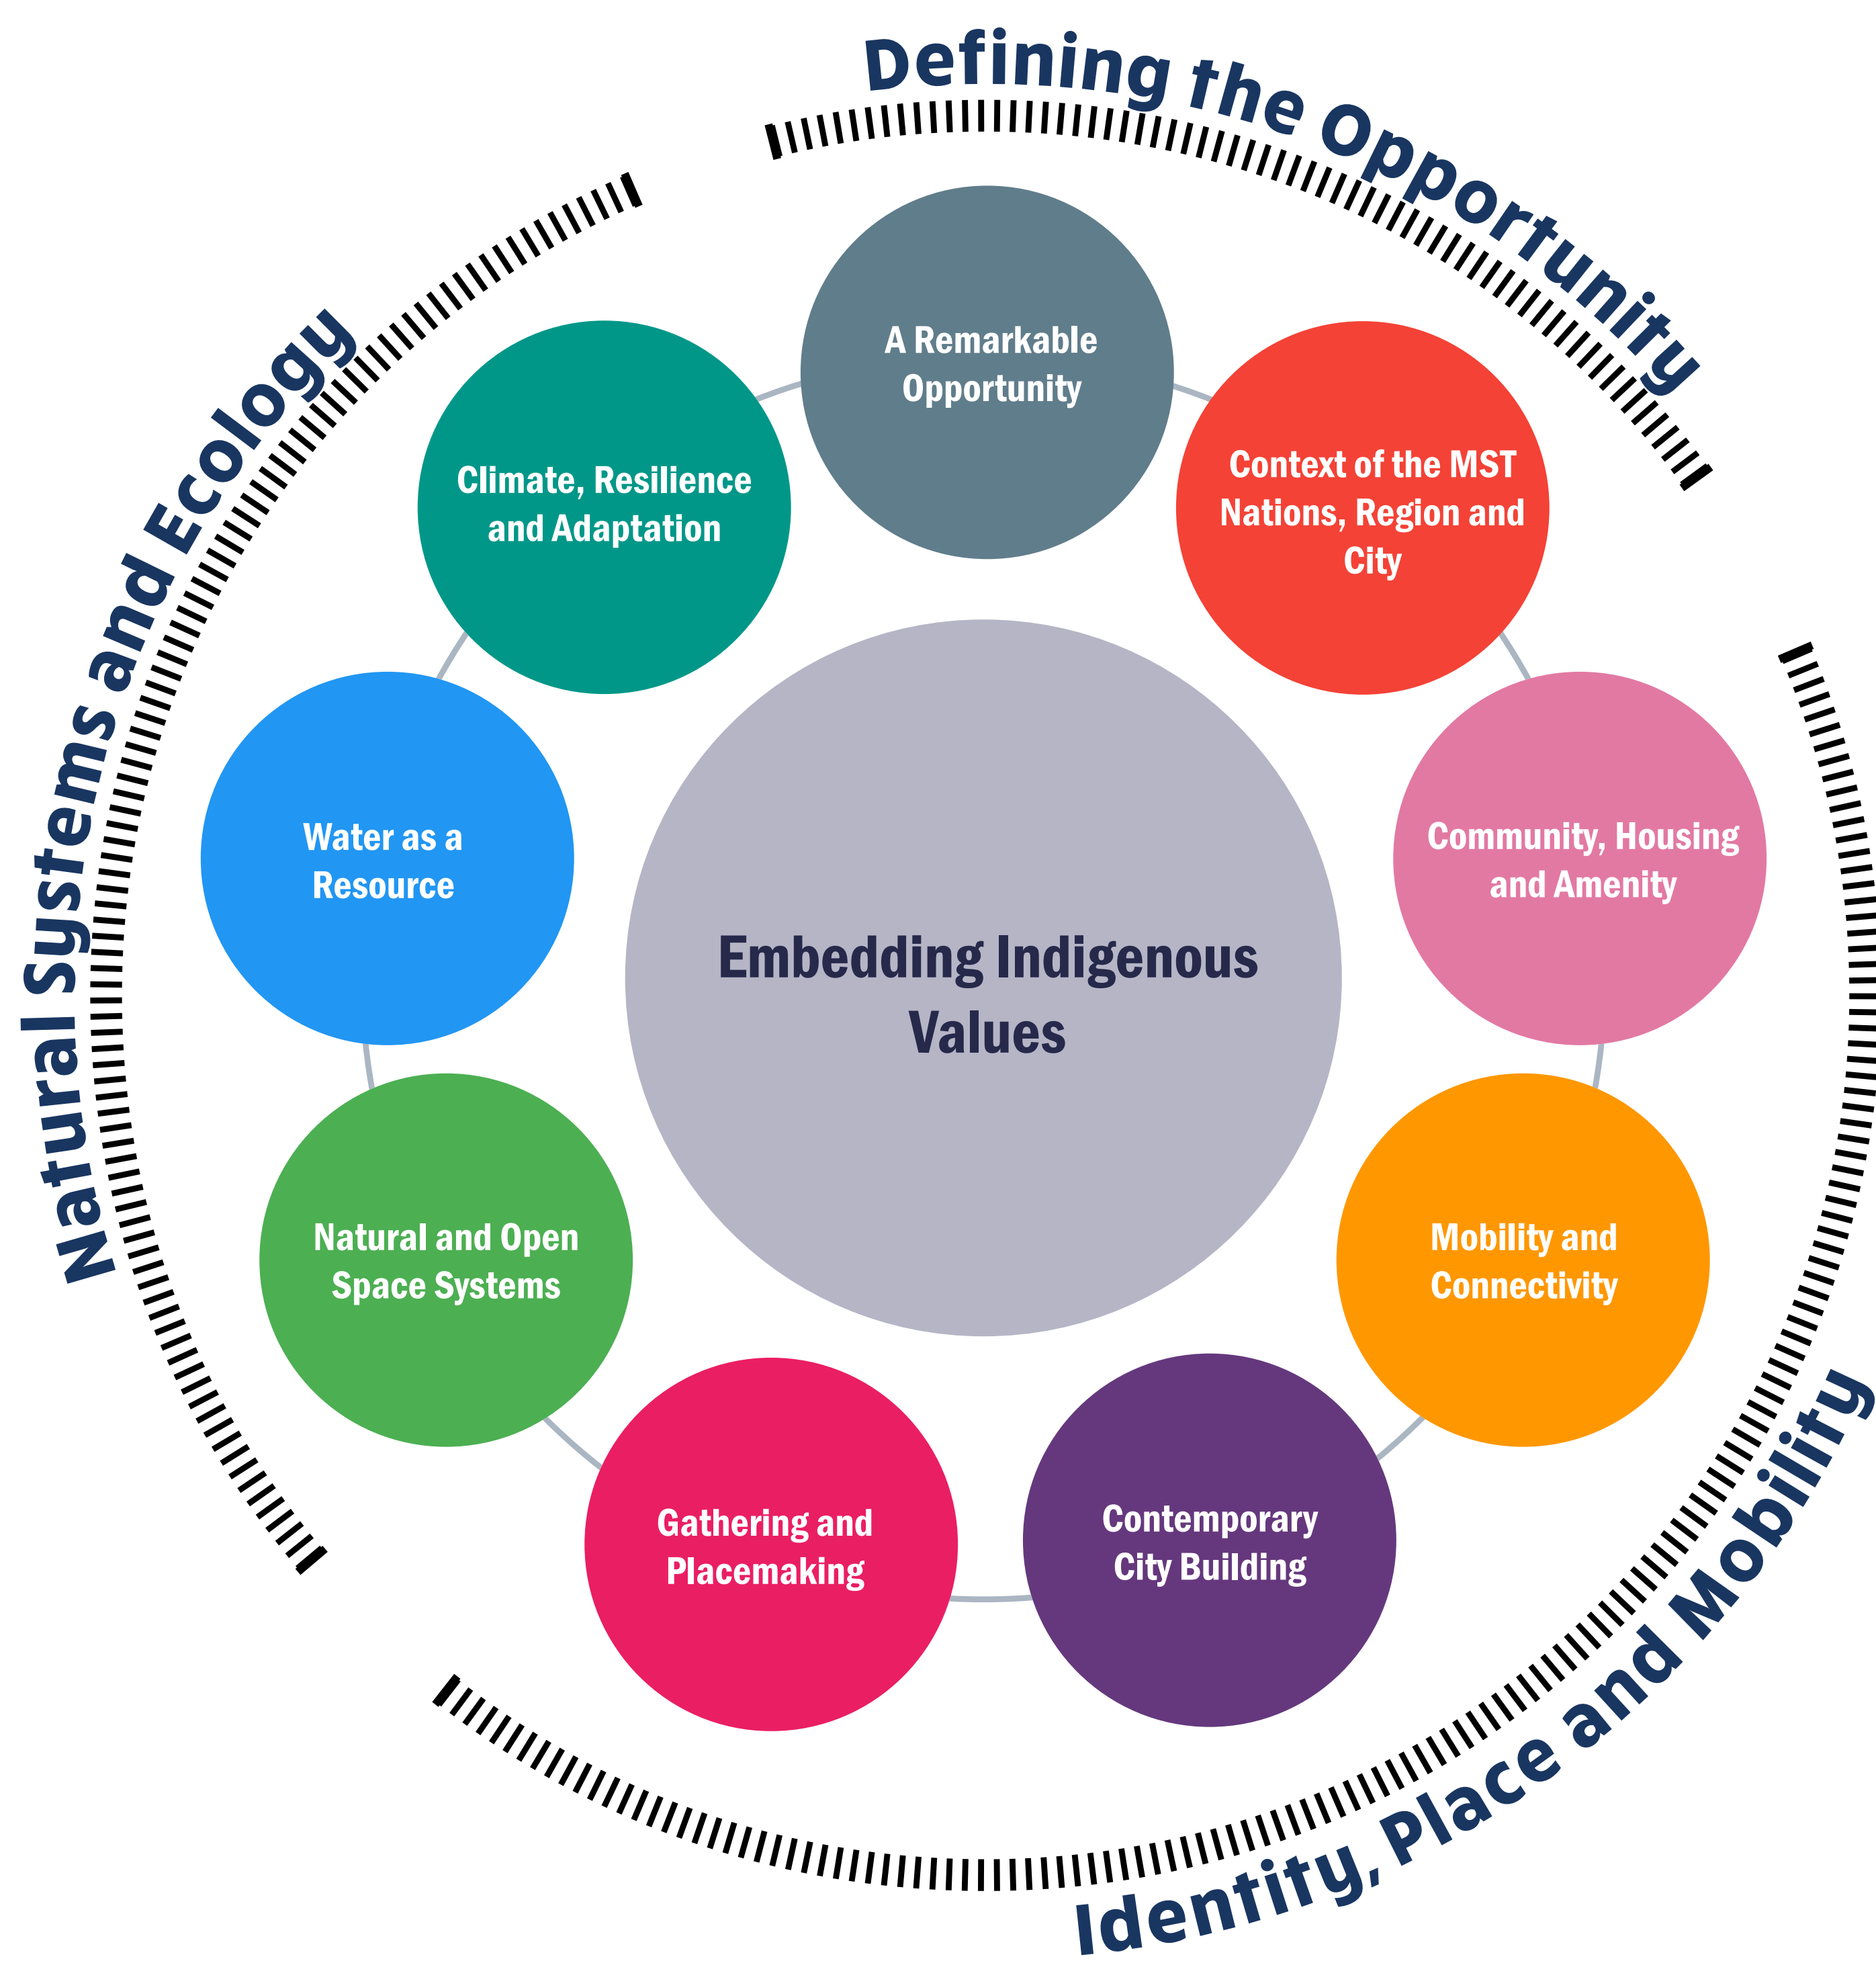 Defining the Opportunity
A Remarkable
Opportunity
Context of the MST
Nations, Region and
City
Community, Housing
and Amenity
Mobility and
Connectivity
Contemporary
City Building
Gathering and
Placemaking
Natural and Open
Space Systems
Water as a
Resource
Climate, Resilience
and Adaptation
Embedding Indigenous
Values
Identity, Place and Mobility
Natural Systems and Ecology